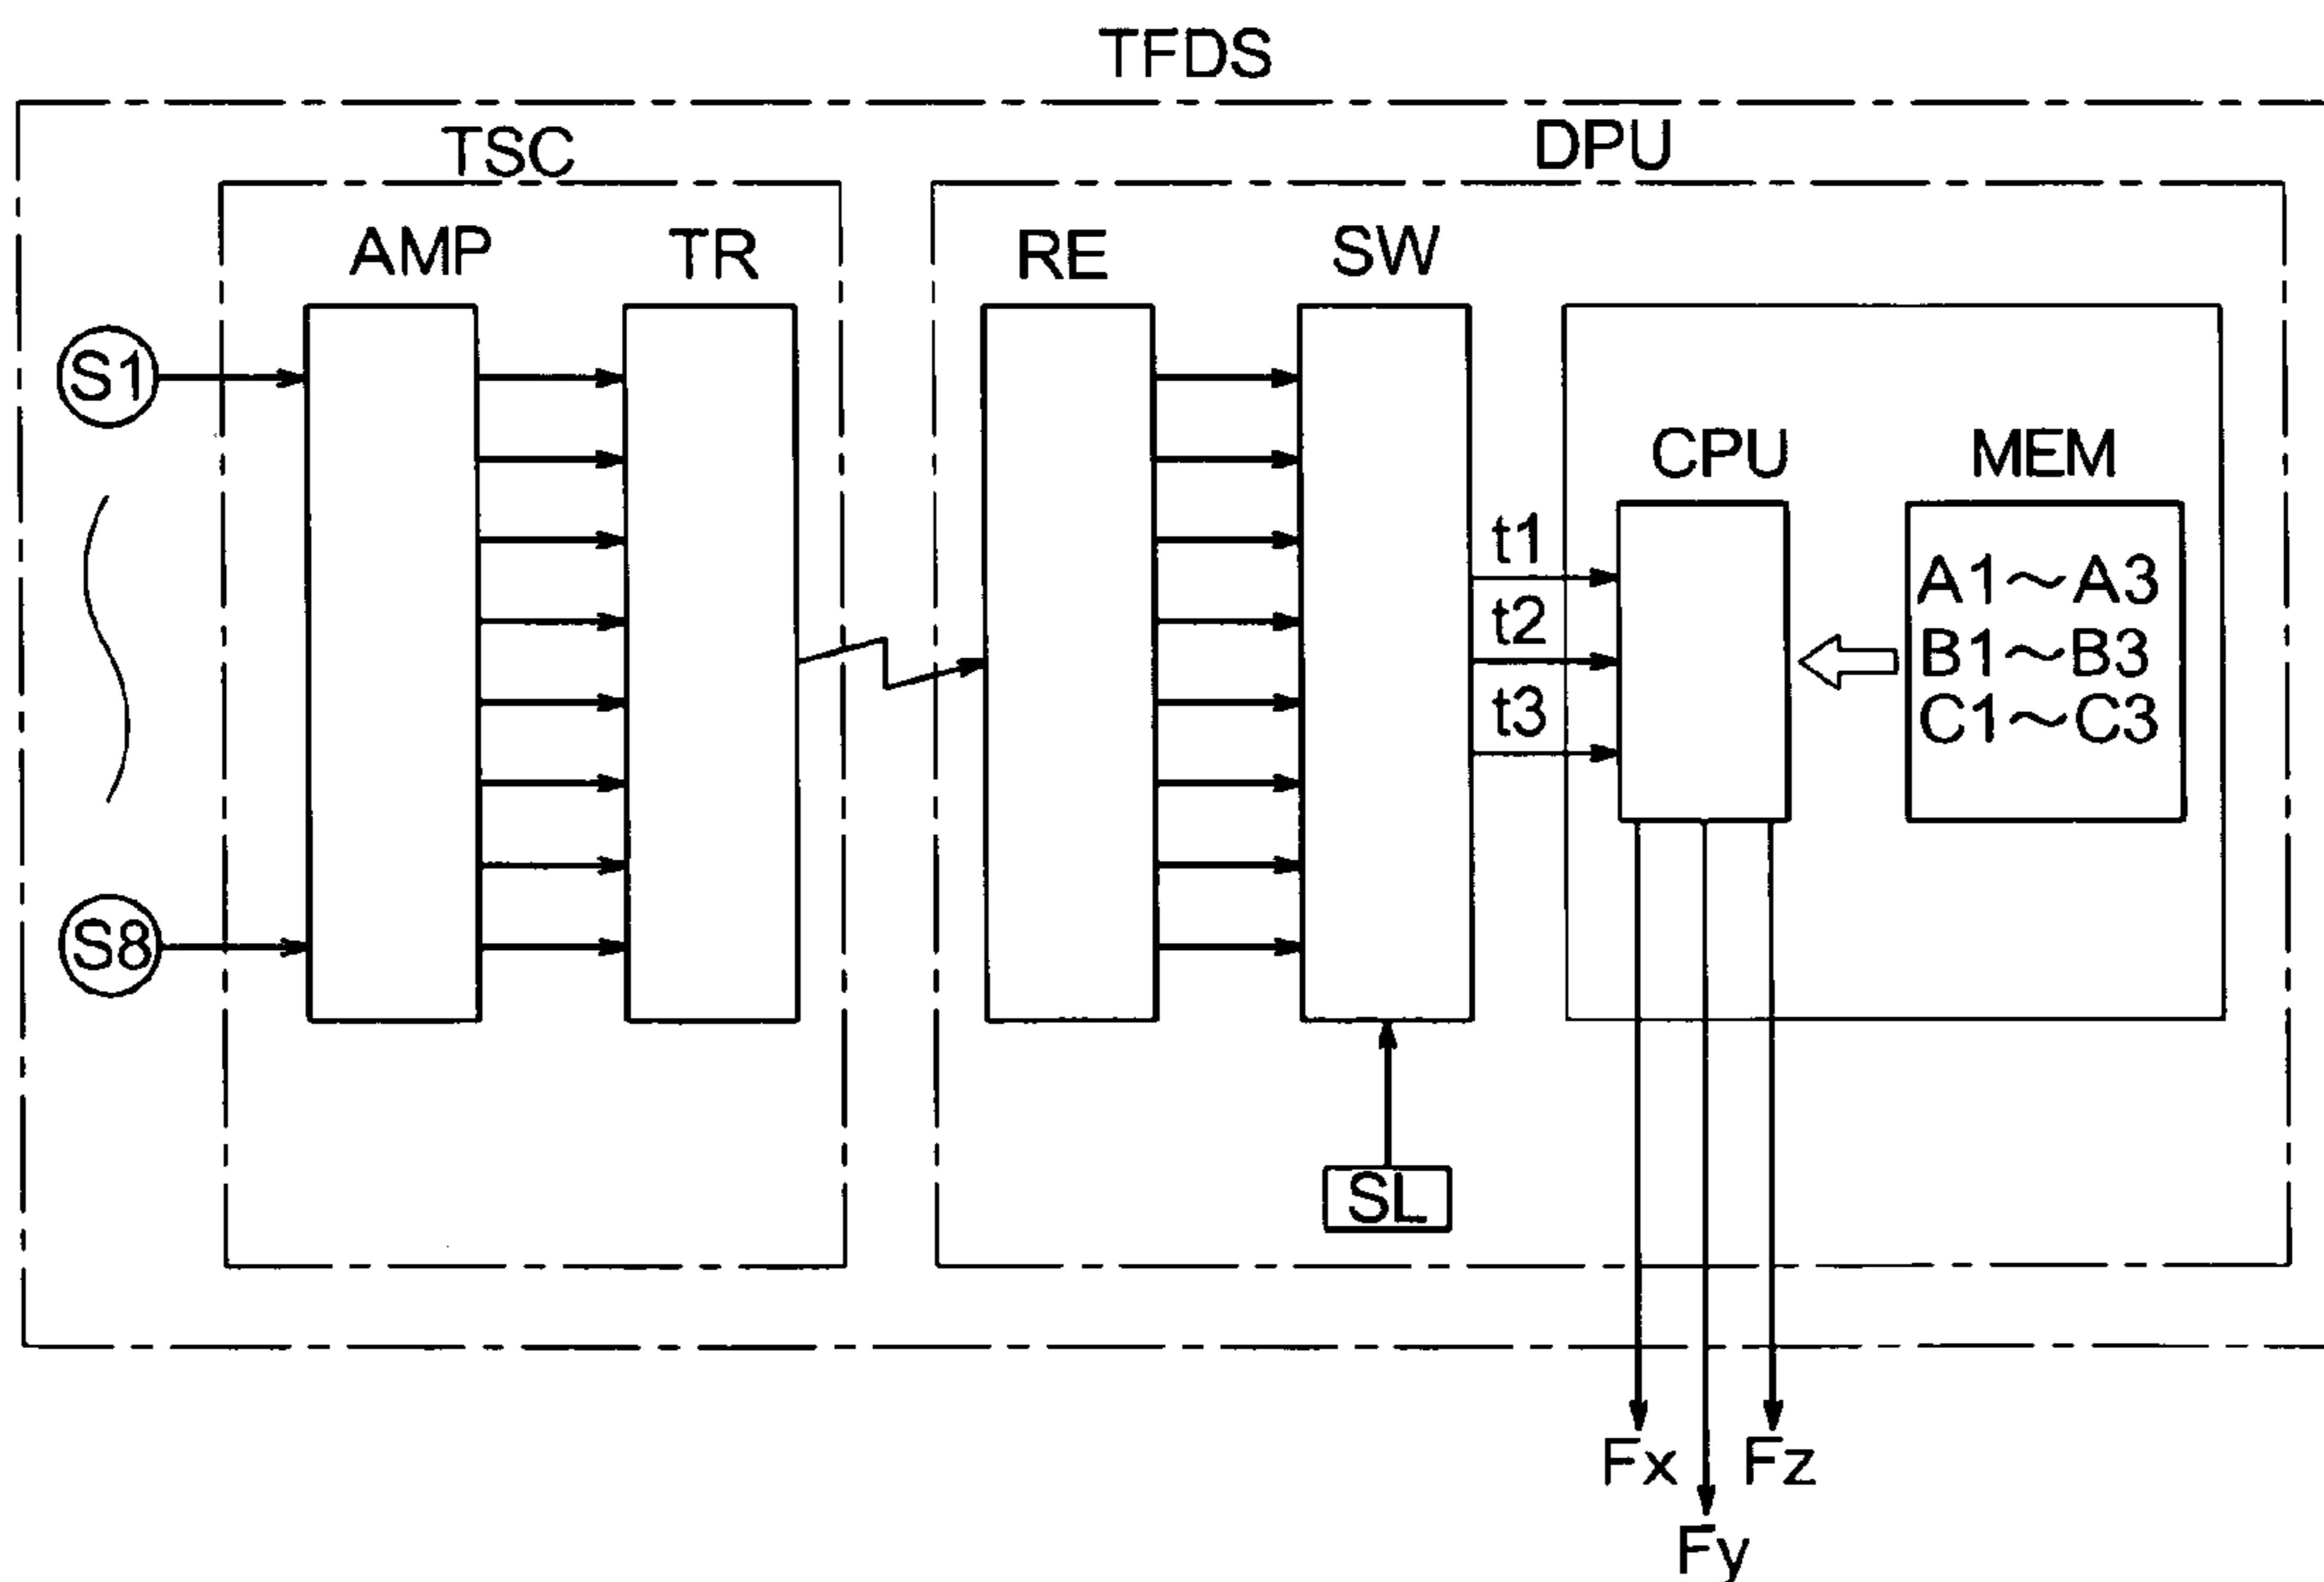 TFDS
TSC
DPU
AMP
TR
RE
SW
S1
CPU
MEM
t1
A1～A3
t2
B1～B3
t3
C1～C3
S8
SL
Fx
Fz
Fy